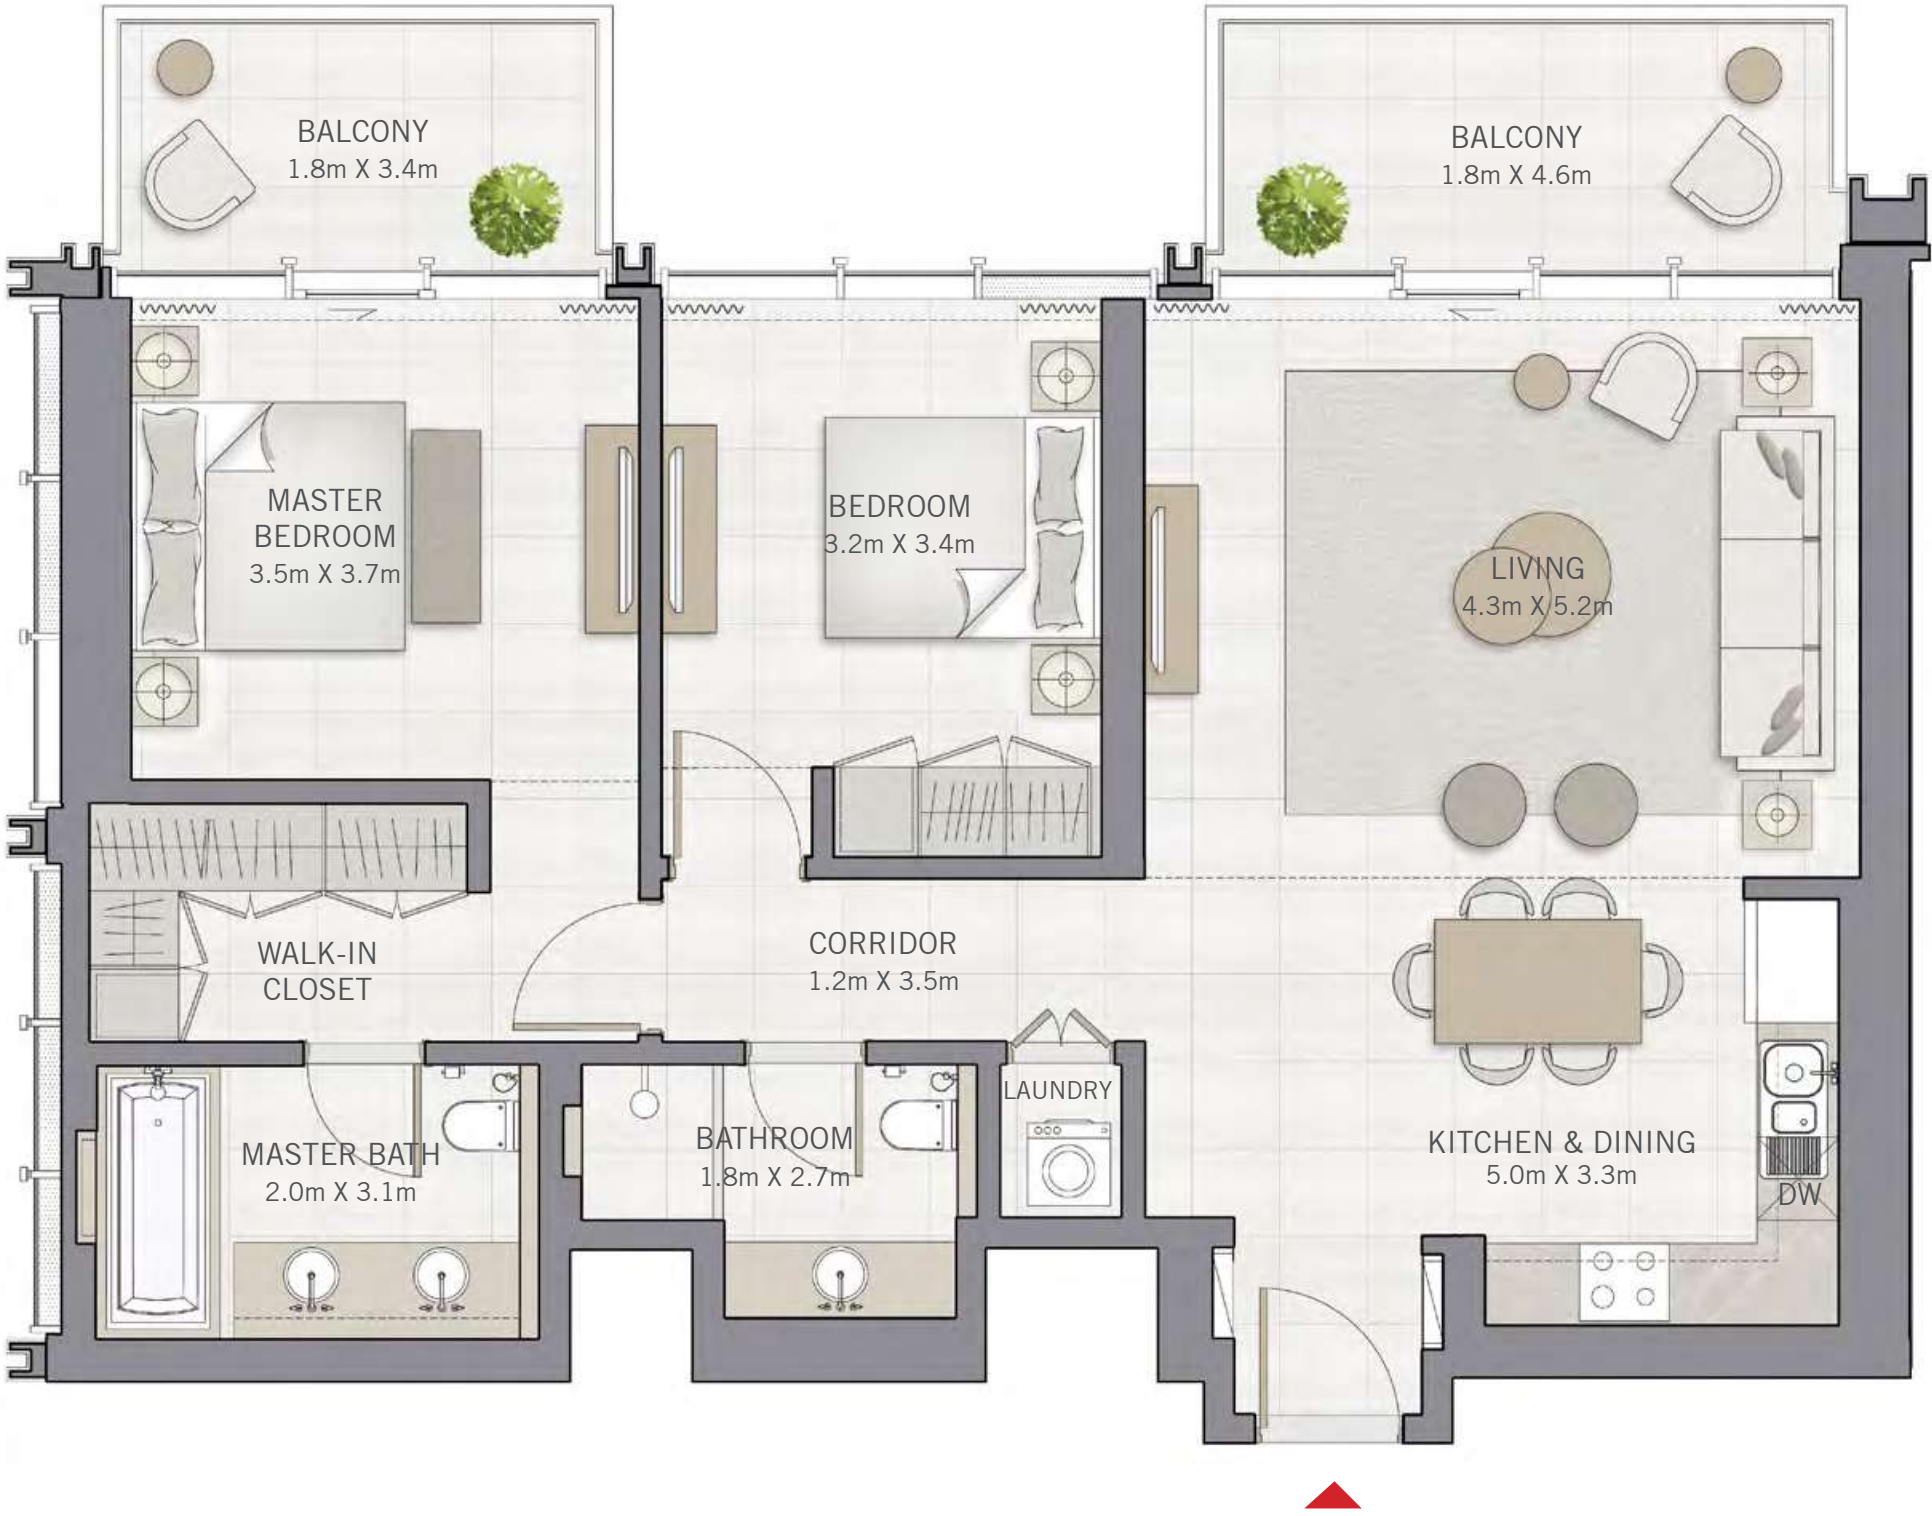 BALCONY
1.8m X 3.4m
BALCONY
1.8m X 4.6m
MASTER
BEDROOM
3.5m X 3.7m
BEDROOM
3.2m X 3.4m
LIVING
4.3m X 5.2m
WALK-IN
CLOSET
CORRIDOR
1.2m X 3.5m
LAUNDRY
MASTER BATH
2.0m X 3.1m
BATHROOM
1.8m X 2.7m
KITCHEN & DINING
5.0m X 3.3m
DW